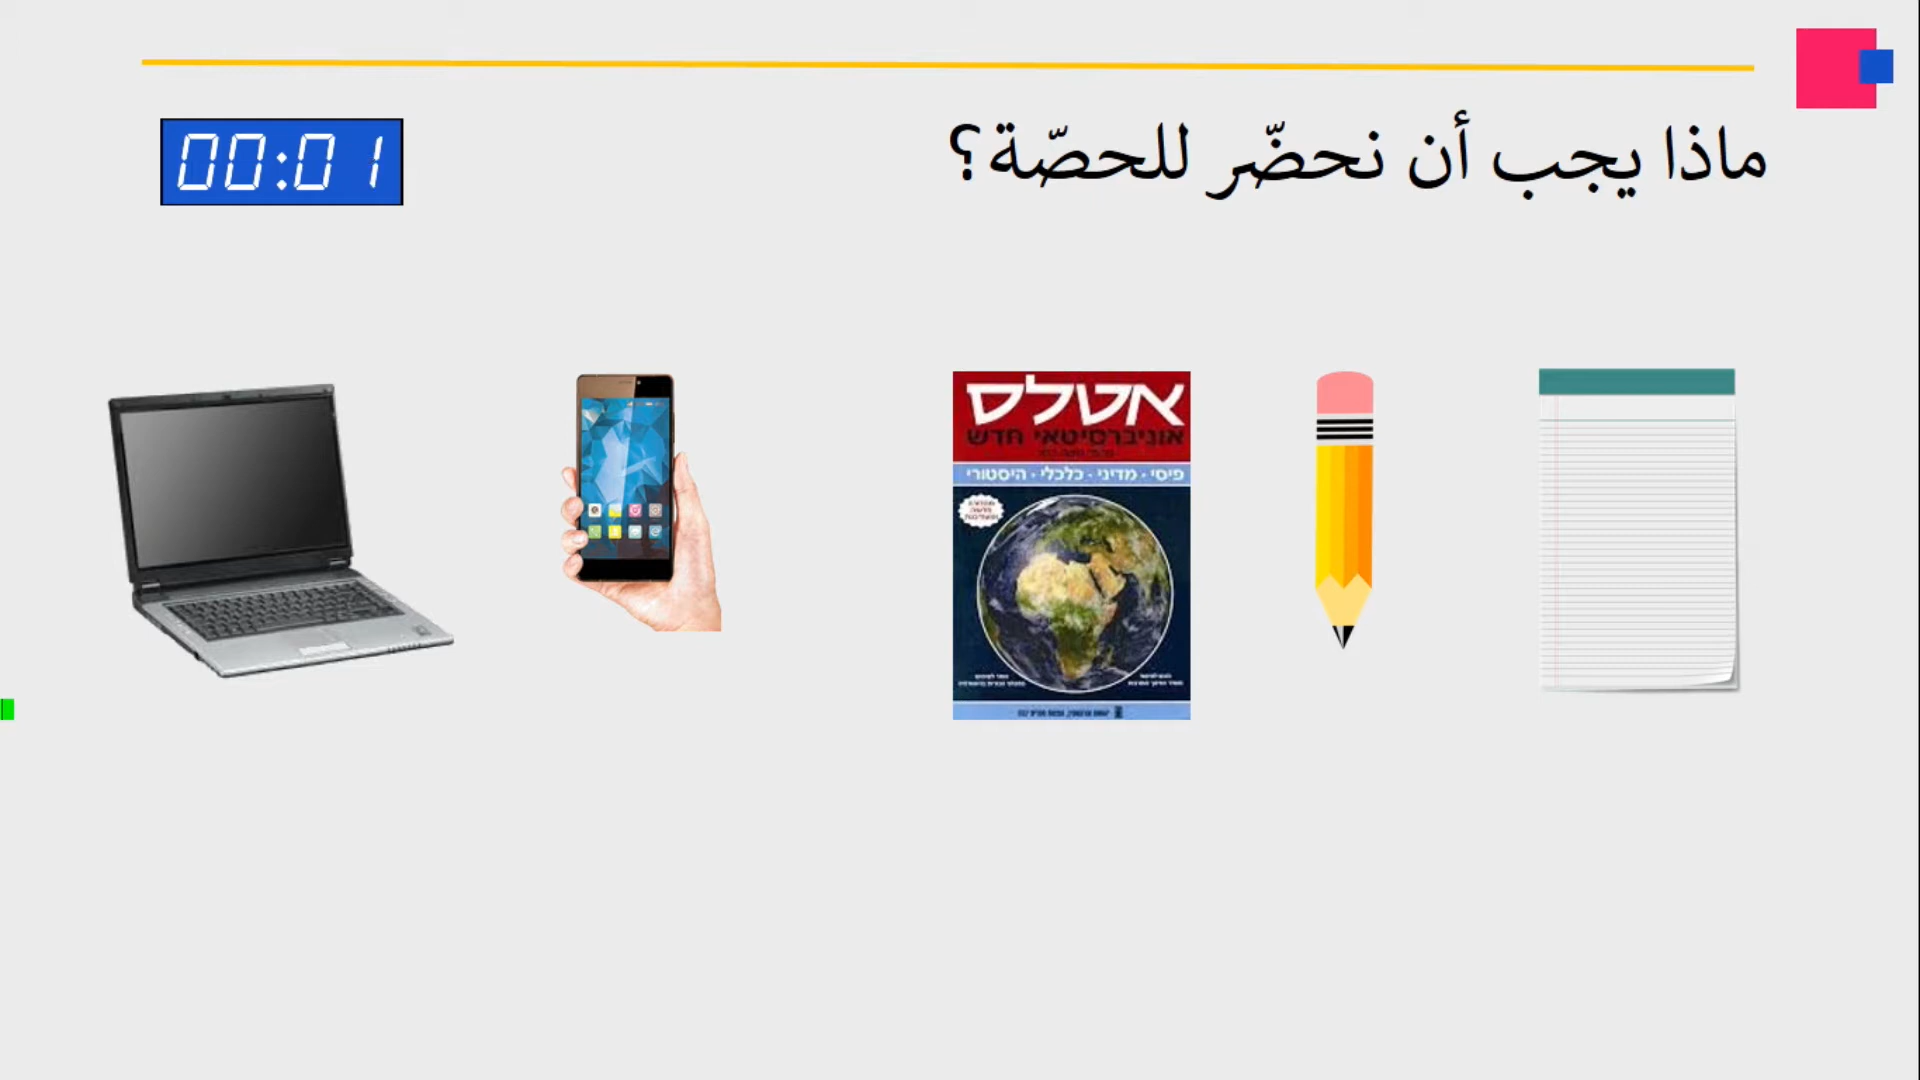 ماذا يجب أن نحضّر للحصّة؟
00:01
אטלס
אוניברסיטאי חדש
פיסי · מדיני · כלכלי · היסטורי